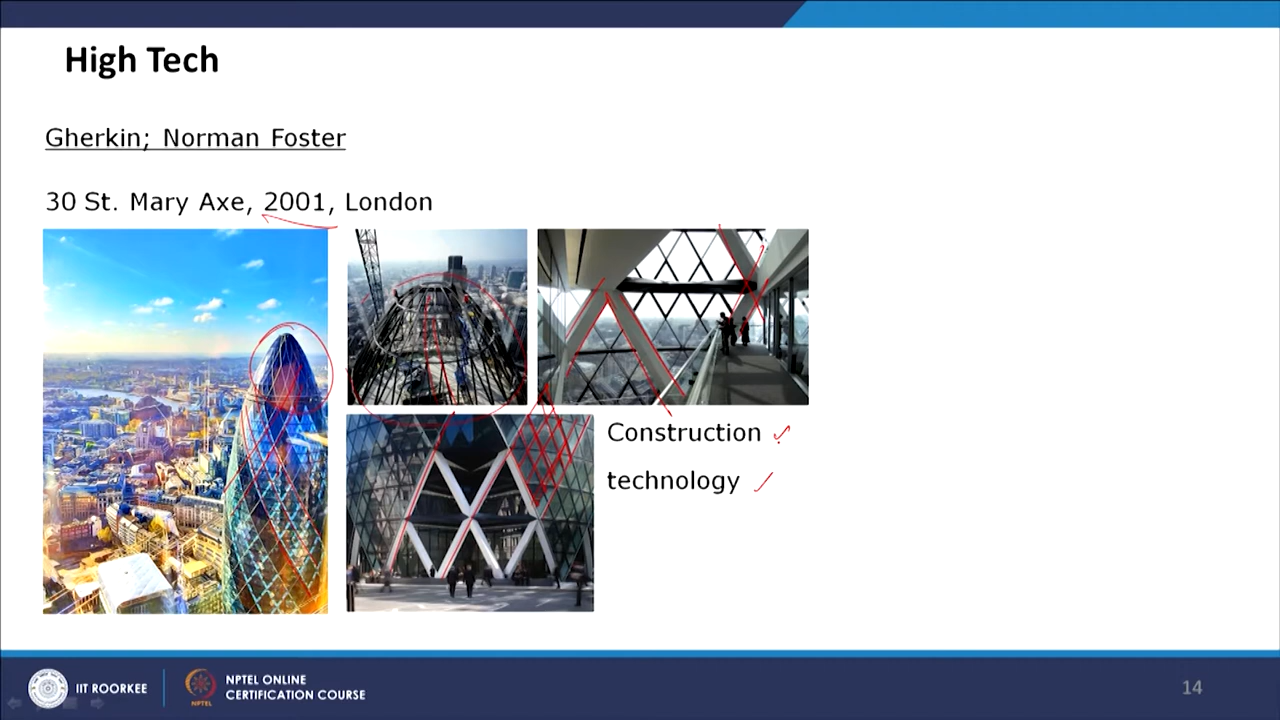 High Tech
Gherkin; Norman Foster
30 St. Mary Axe, 2001, London
Construction
technology
IIT ROORKEE
NPTEL
NPTEL ONLINE
CERTIFICATION COURSE
14